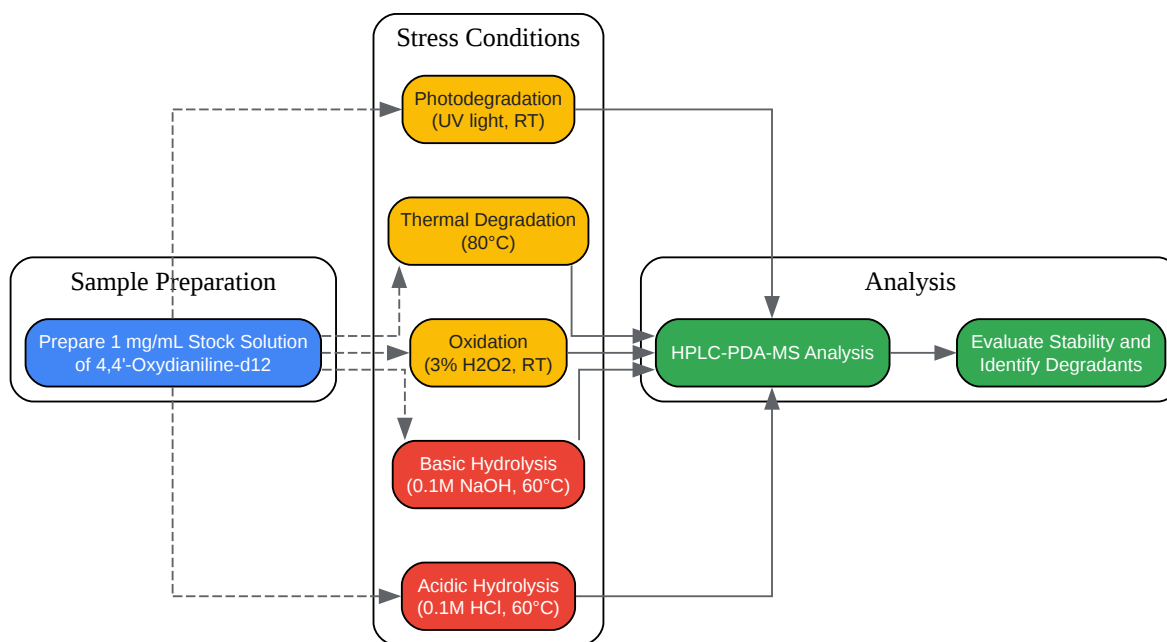 Stress Conditions
Photodegradation
(UV light, RT)
Thermal Degradation
(80°C)
Sample Preparation
Analysis
Prepare 1 mg/mL Stock Solution
of 4,4'-Oxydianiline-d12
Oxidation
(3% H2O2, RT)
HPLC-PDA-MS Analysis
Evaluate Stability and
Identify Degradants
Basic Hydrolysis
(0.1M NaOH, 60°C)
Acidic Hydrolysis
(0.1M HCl, 60°C)